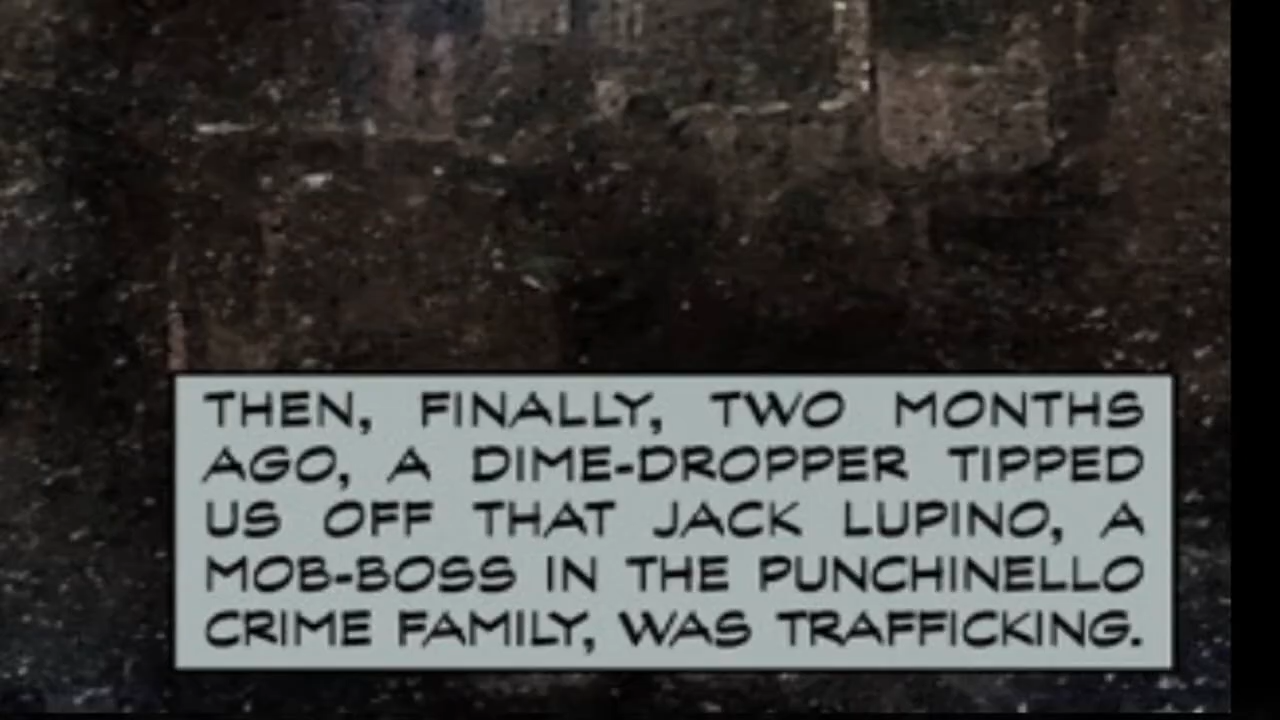 THEN, FINALLY, TWO MONTHS
AGO, A DIME-DROPPER TIPPED
US OFF THAT JACK LUPINO, A
MOB-BOSS IN THE PUNCHINELLO
CRIME FAMILY, WAS TRAFFICKING.